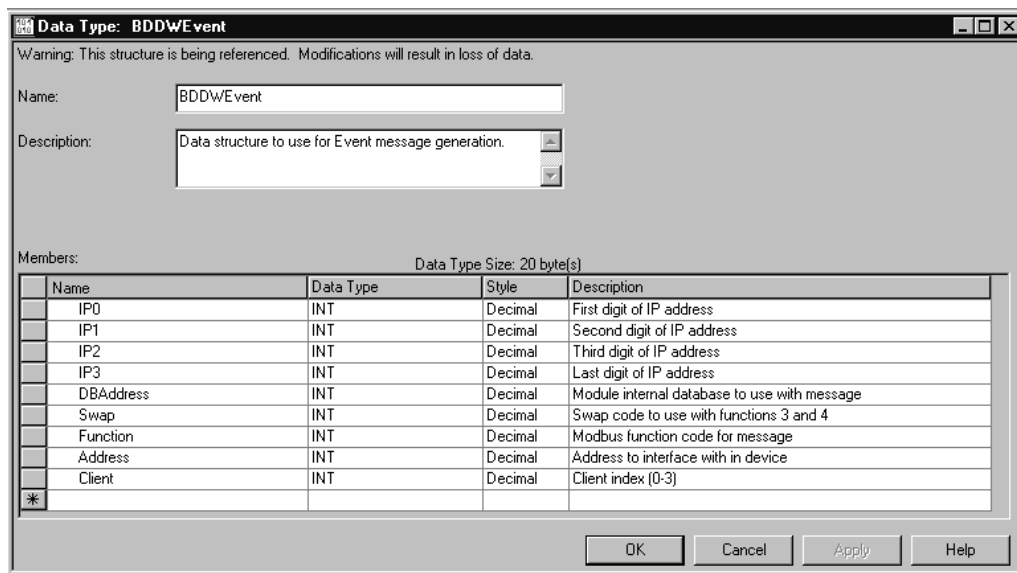 Data Type: BDDWEvent
Warning: This structure is being referenced. Modifications will result in loss of data.
Name: BDDWEvent
Description: Data structure to use for Event message generation.
Members: Data Type Size: 20 byte(s)
Name Data Type Style Description
IP0 INT Decimal First digit of IP address
IP1 INT Decimal Second digit of IP address
IP2 INT Decimal Third digit of IP address
IP3 INT Decimal Last digit of IP address
DBAddress INT Decimal Module internal database to use with message
Swap INT Decimal Swap code to use with functions 3 and 4
Function INT Decimal Modbus function code for message
Address INT Decimal Address to interface with in device
Client INT Decimal Client index (0-3)
OK Cancel Apply Help